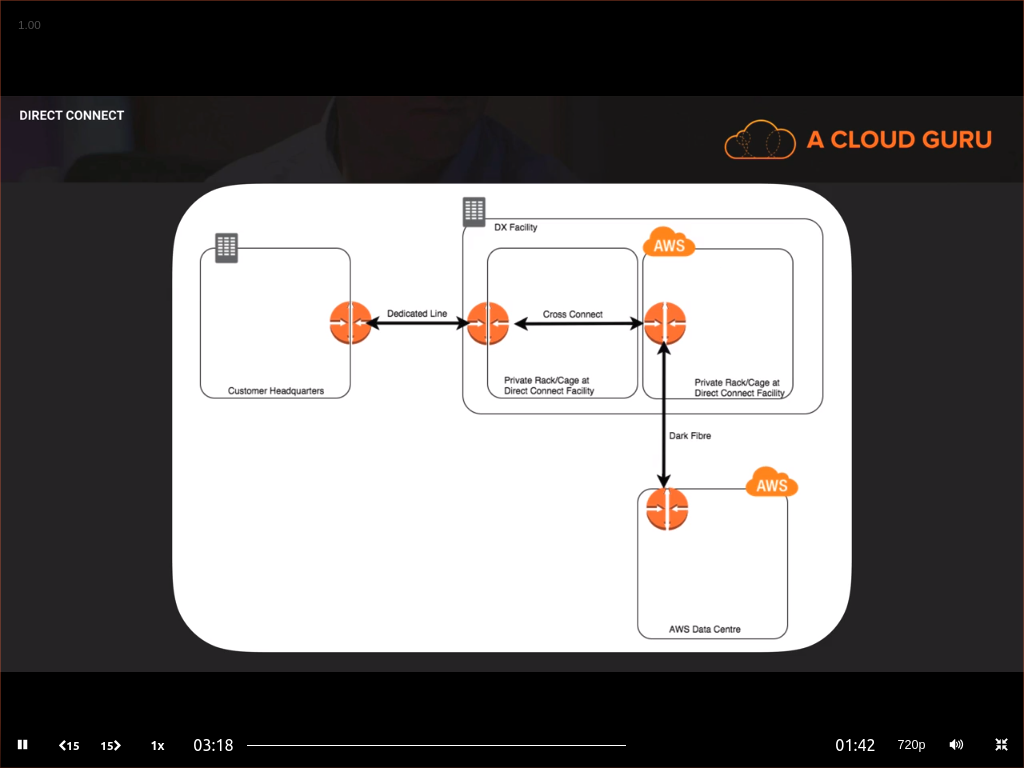 1.00
DIRECT CONNECT
A CLOUD GURU
DX Facility
AWS
Dedicated Line
Cross Connect
Customer Headquarters
Private Rack/Cage at
Direct Connect Facility
Private Rack/Cage at
Direct Connect Facility
Dark Fibre
AWS
AWS Data Centre
15
15
1x
03:18
01:42
720p